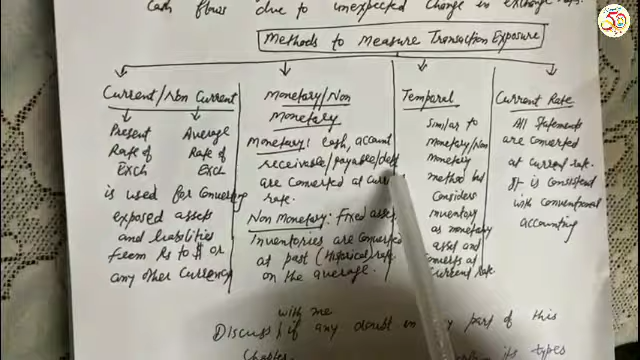 Cash flows due to unexpected change in exchange
Methods to Measure Transaction Exposure
Current/Non Current
Present Average
Rate of Rate of
Exch Exch
is used for converting
exposed assets
and liabilities
from Rs to $ or
any other Currency
Monetary/Non
Monetary
Monetary: cash, account
receivable/payable/debt
are converted at current
rate.
Non Monetary: Fixed asset,
Inventories are converted
at past (Historical) rate
on the average.
Temporal
Similar to
Monetary/Non
Monetary
method but
Considers
inventory
as monetary
asset and
converts at
current rate.
Current Rate
All Statements
are converted
at current rate.
It is consistent
with conventional
accounting
with me
Discuss if any doubt in any part of this
Chapter.
its types
50